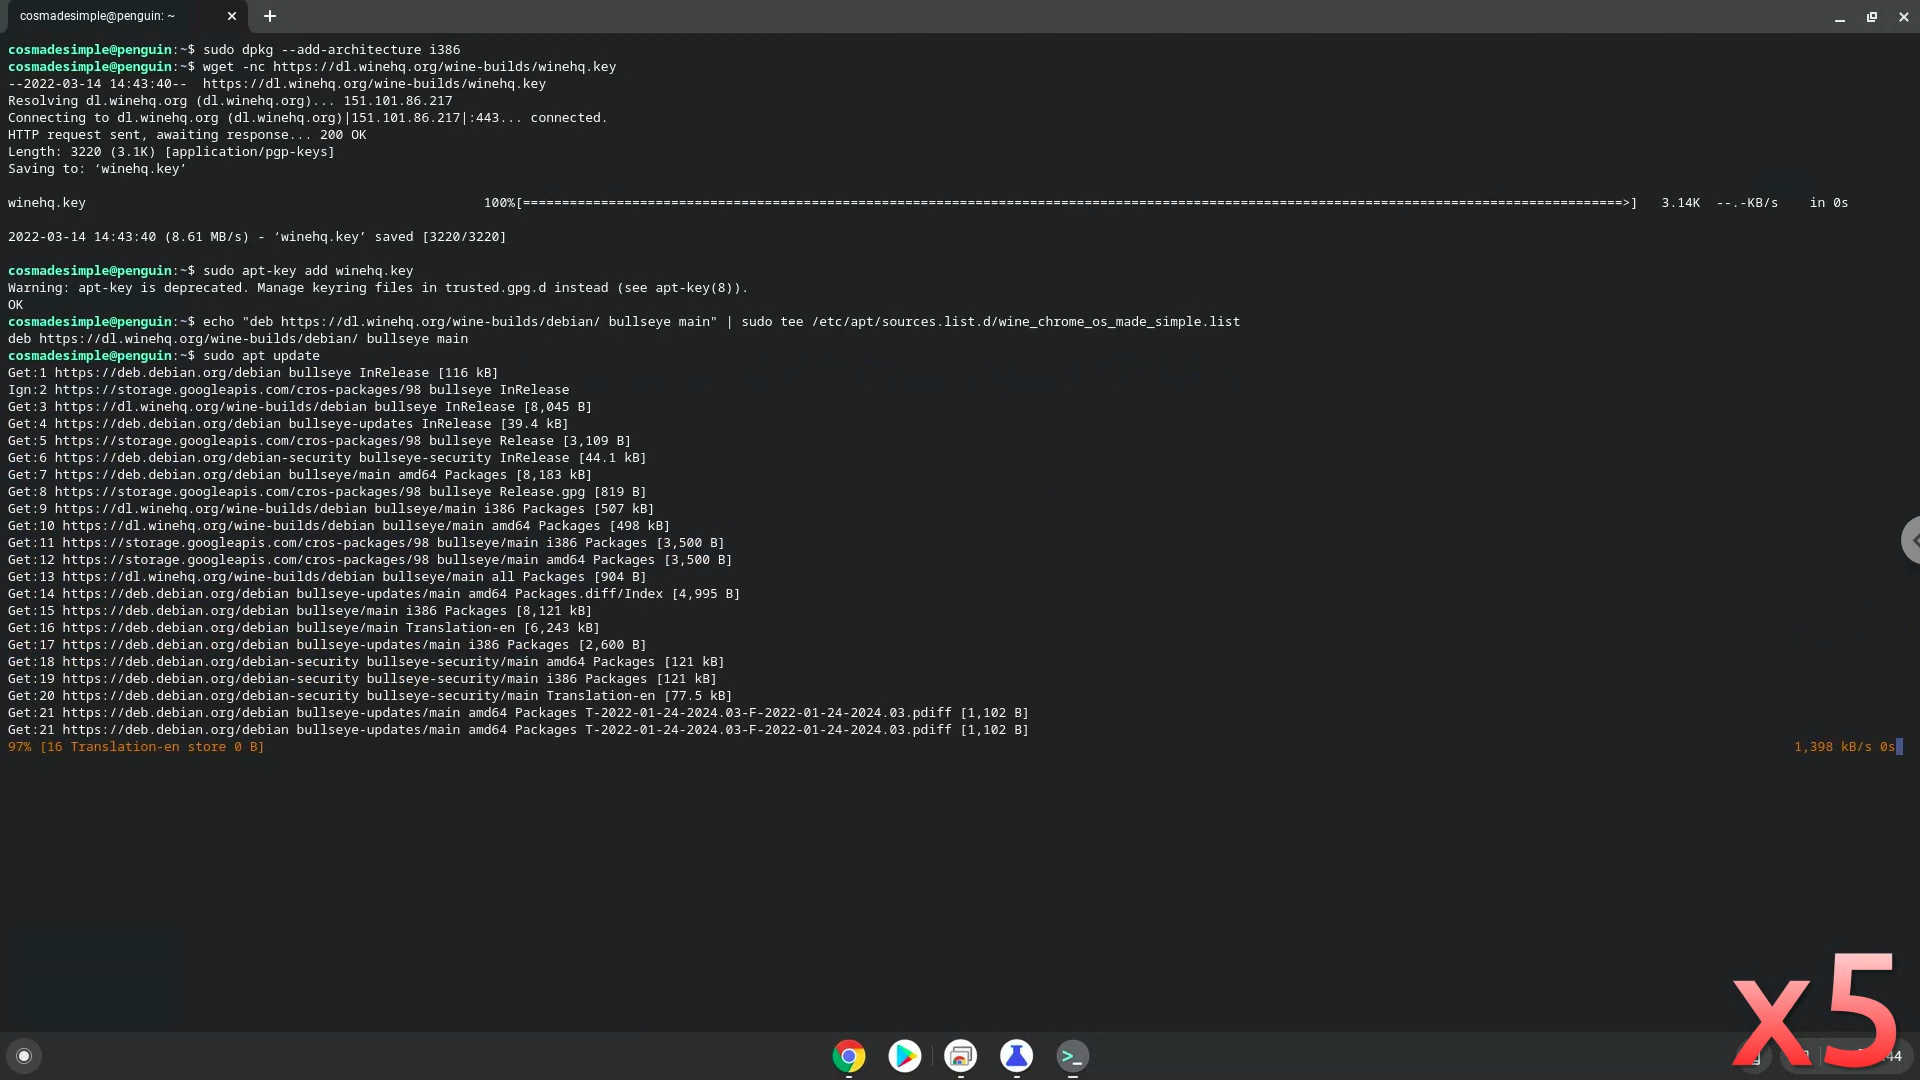 cosmadesimple@penguin: ~
cosmadesimple@penguin:~$ sudo dpkg --add-architecture i386
cosmadesimple@penguin:~$ wget -nc https://dl.winehq.org/wine-builds/winehq.key
--2022-03-14 14:43:40--  https://dl.winehq.org/wine-builds/winehq.key
Resolving dl.winehq.org (dl.winehq.org)... 151.101.86.217
Connecting to dl.winehq.org (dl.winehq.org)|151.101.86.217|:443... connected.
HTTP request sent, awaiting response... 200 OK
Length: 3220 (3.1K) [application/pgp-keys]
Saving to: ‘winehq.key’
winehq.key 100%[=============================================================================================================================================>] 3.14K --.-KB/s in 0s
2022-03-14 14:43:40 (8.61 MB/s) - ‘winehq.key’ saved [3220/3220]
cosmadesimple@penguin:~$ sudo apt-key add winehq.key
Warning: apt-key is deprecated. Manage keyring files in trusted.gpg.d instead (see apt-key(8)).
OK
cosmadesimple@penguin:~$ echo "deb https://dl.winehq.org/wine-builds/debian/ bullseye main" | sudo tee /etc/apt/sources.list.d/wine_chrome_os_made_simple.list
deb https://dl.winehq.org/wine-builds/debian/ bullseye main
cosmadesimple@penguin:~$ sudo apt update
Get:1 https://deb.debian.org/debian bullseye InRelease [116 kB]
Ign:2 https://storage.googleapis.com/cros-packages/98 bullseye InRelease
Get:3 https://dl.winehq.org/wine-builds/debian bullseye InRelease [8,045 B]
Get:4 https://deb.debian.org/debian bullseye-updates InRelease [39.4 kB]
Get:5 https://storage.googleapis.com/cros-packages/98 bullseye Release [3,109 B]
Get:6 https://deb.debian.org/debian-security bullseye-security InRelease [44.1 kB]
Get:7 https://deb.debian.org/debian bullseye/main amd64 Packages [8,183 kB]
Get:8 https://storage.googleapis.com/cros-packages/98 bullseye Release.gpg [819 B]
Get:9 https://dl.winehq.org/wine-builds/debian bullseye/main i386 Packages [507 kB]
Get:10 https://dl.winehq.org/wine-builds/debian bullseye/main amd64 Packages [498 kB]
Get:11 https://storage.googleapis.com/cros-packages/98 bullseye/main i386 Packages [3,500 B]
Get:12 https://storage.googleapis.com/cros-packages/98 bullseye/main amd64 Packages [3,500 B]
Get:13 https://dl.winehq.org/wine-builds/debian bullseye/main all Packages [904 B]
Get:14 https://deb.debian.org/debian bullseye-updates/main amd64 Packages.diff/Index [4,995 B]
Get:15 https://deb.debian.org/debian bullseye/main i386 Packages [8,121 kB]
Get:16 https://deb.debian.org/debian bullseye/main Translation-en [6,243 kB]
Get:17 https://deb.debian.org/debian bullseye-updates/main i386 Packages [2,600 B]
Get:18 https://deb.debian.org/debian-security bullseye-security/main amd64 Packages [121 kB]
Get:19 https://deb.debian.org/debian-security bullseye-security/main i386 Packages [121 kB]
Get:20 https://deb.debian.org/debian-security bullseye-security/main Translation-en [77.5 kB]
Get:21 https://deb.debian.org/debian bullseye-updates/main amd64 Packages T-2022-01-24-2024.03-F-2022-01-24-2024.03.pdiff [1,102 B]
Get:21 https://deb.debian.org/debian bullseye-updates/main amd64 Packages T-2022-01-24-2024.03-F-2022-01-24-2024.03.pdiff [1,102 B]
97% [16 Translation-en store 0 B] 1,398 kB/s 0s
x5
44